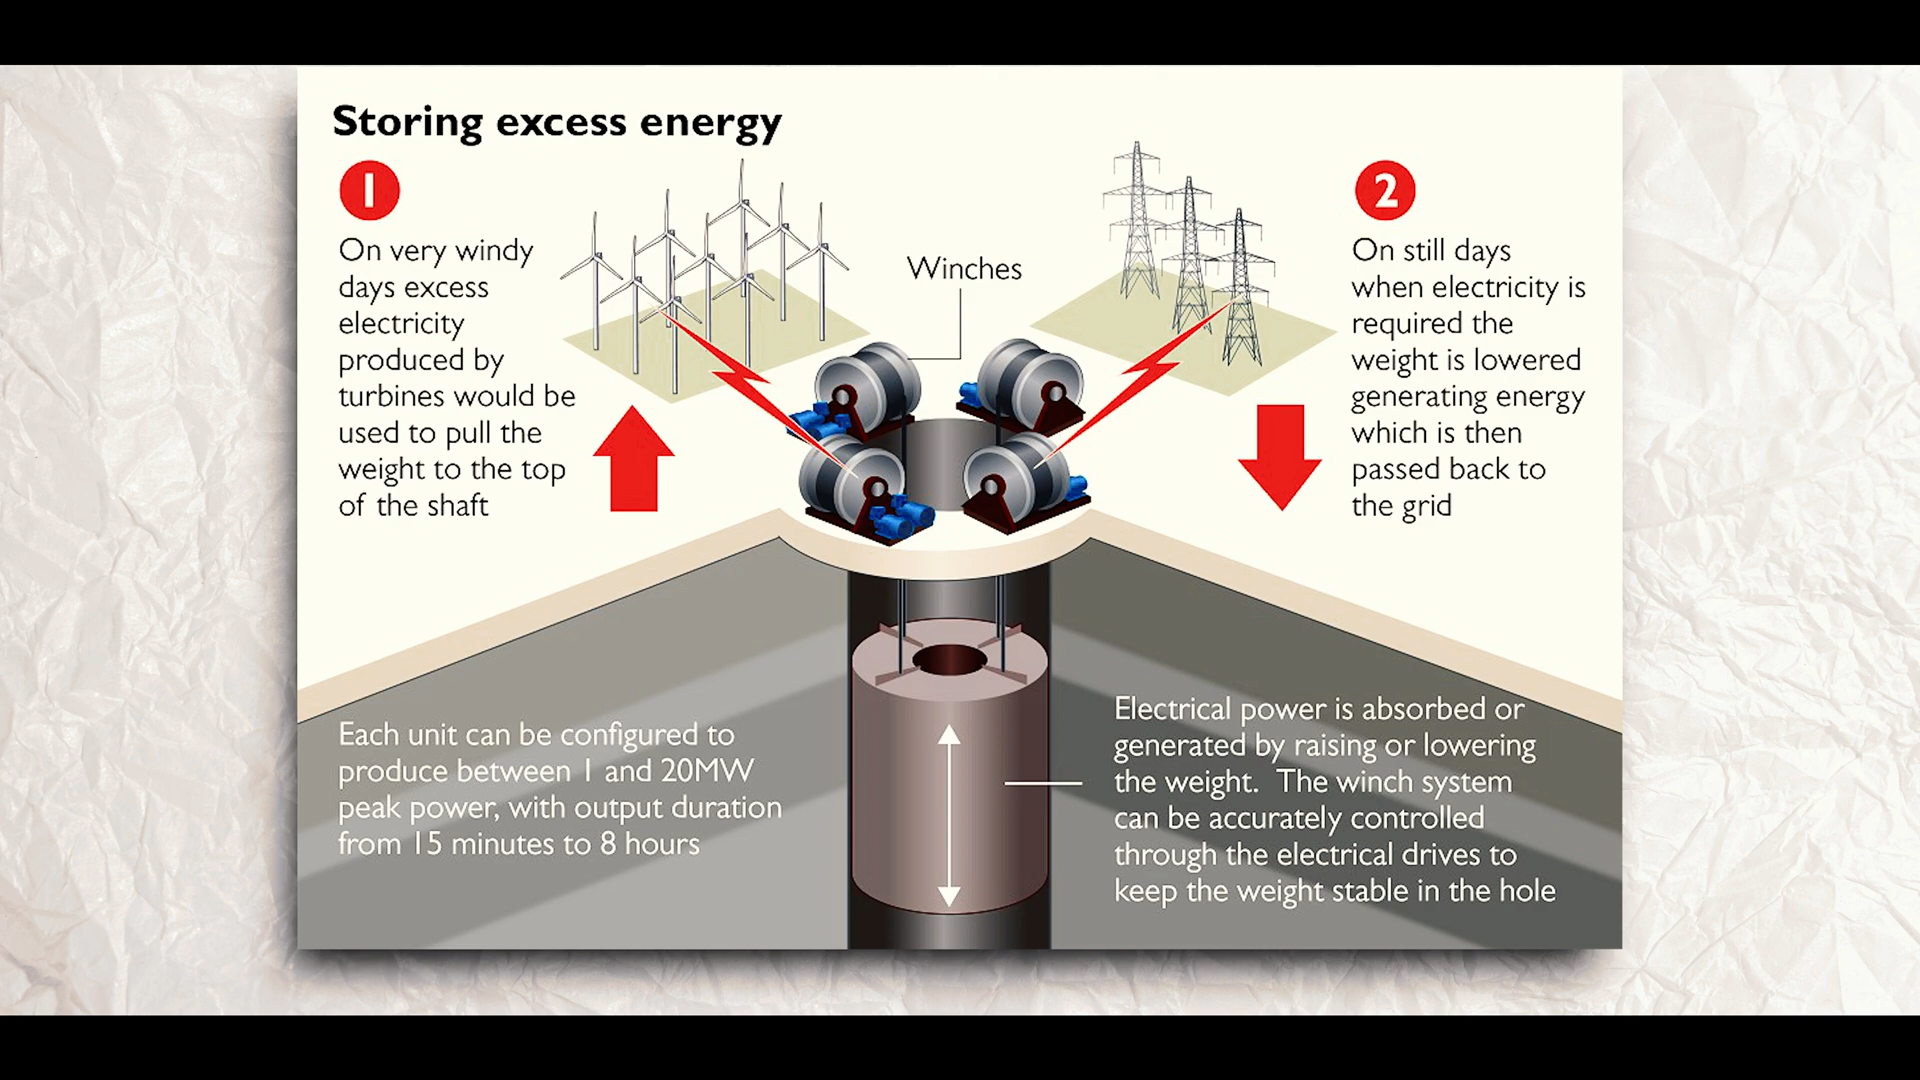 Storing excess energy
1
On very windy
days excess
electricity
produced by
turbines would be
used to pull the
weight to the top
of the shaft
Winches
2
On still days
when electricity is
required the
weight is lowered
generating energy
which is then
passed back to
the grid
Each unit can be configured to
produce between 1 and 20MW
peak power, with output duration
from 15 minutes to 8 hours
Electrical power is absorbed or
generated by raising or lowering
the weight. The winch system
can be accurately controlled
through the electrical drives to
keep the weight stable in the hole